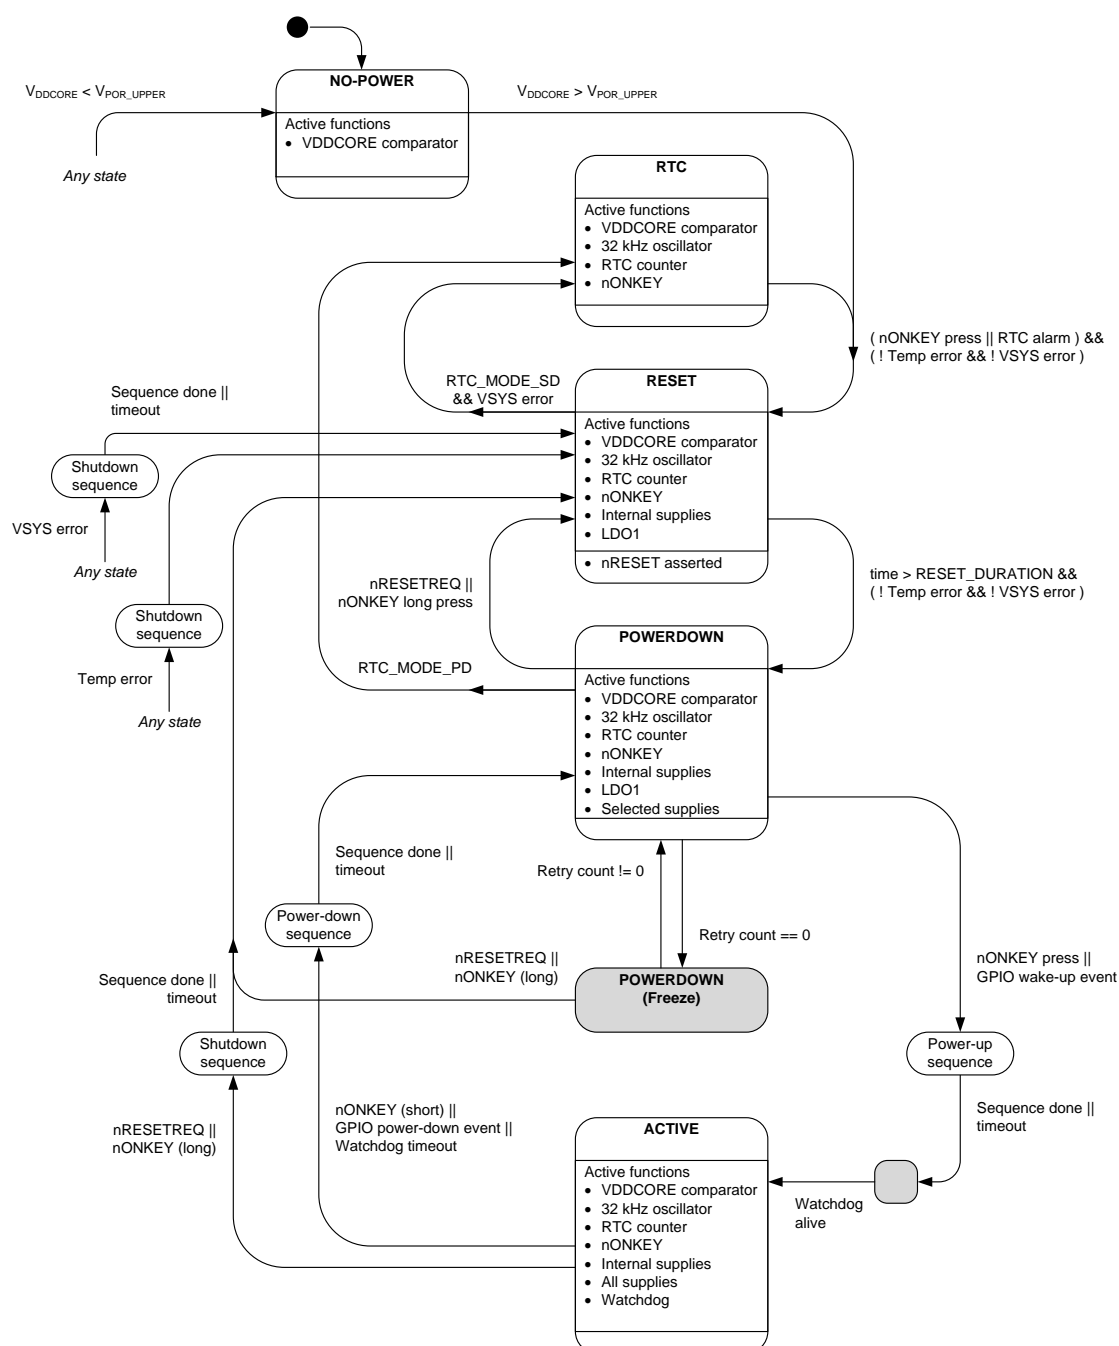 NO-POWER
V_DDCORE < V_POR_UPPER
V_DDCORE > V_POR_UPPER
Active functions
• VDDCORE comparator
Any state
RTC
Active functions
• VDDCORE comparator
• 32 kHz oscillator
• RTC counter
• nONKEY
( nONKEY press || RTC alarm ) &&
( ! Temp error && ! VSYS error )
RTC_MODE_SD
&& VSYS error
Sequence done ||
timeout
RESET
Active functions
• VDDCORE comparator
• 32 kHz oscillator
• RTC counter
• nONKEY
• Internal supplies
• LDO1
• nRESET asserted
Shutdown
sequence
VSYS error
Any state
nRESETREQ ||
nONKEY long press
time > RESET_DURATION &&
( ! Temp error && ! VSYS error )
Shutdown
sequence
Temp error
Any state
RTC_MODE_PD
POWERDOWN
Active functions
• VDDCORE comparator
• 32 kHz oscillator
• RTC counter
• nONKEY
• Internal supplies
• LDO1
• Selected supplies
Sequence done ||
timeout
Retry count != 0
Power-down
sequence
Retry count == 0
nRESETREQ ||
nONKEY (long)
POWERDOWN
(Freeze)
nONKEY press ||
GPIO wake-up event
Sequence done ||
timeout
Shutdown
sequence
Power-up
sequence
nRESETREQ ||
nONKEY (long)
nONKEY (short) ||
GPIO power-down event ||
Watchdog timeout
Sequence done ||
timeout
ACTIVE
Active functions
• VDDCORE comparator
• 32 kHz oscillator
• RTC counter
• nONKEY
• Internal supplies
• All supplies
• Watchdog
Watchdog
alive